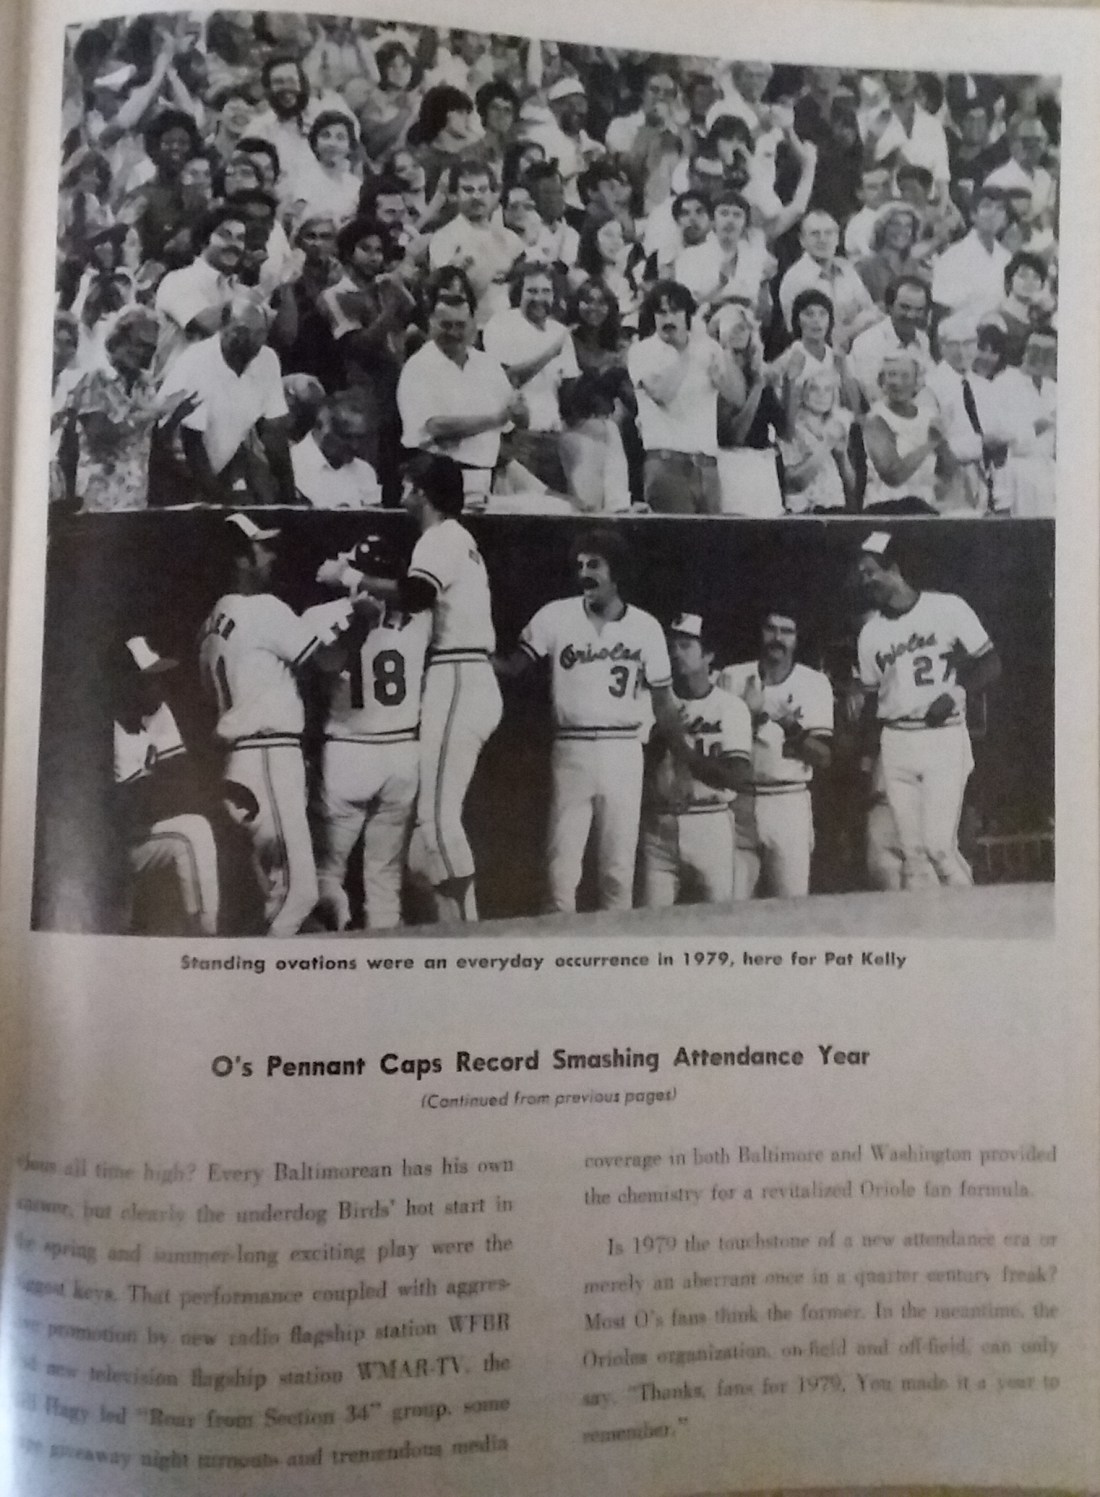 18
Orioles
31
Orioles
27
Standing ovations were an everyday occurrence in 1979, here for Pat Kelly
O's Pennant Caps Record Smashing Attendance Year
(Continued from previous pages)
all time high? Every Baltimorean has his own
but clearly the underdog Birds' hot start in
spring and summer-long exciting play were the
keys. That performance coupled with aggres-
promotion by new radio flagship station WFBR
new television flagship station WMAR-TV, the
Hagy led "Roar from Section 34" group, some
giveaway night turnouts and tremendous media
coverage in both Baltimore and Washington provided
the chemistry for a revitalized Oriole fan formula.
Is 1979 the touchstone of a new attendance era or
merely an aberrant once in a quarter century freak?
Most O's fans think the former. In the meantime, the
Orioles organization, on-field and off-field, can only
say, "Thanks, fans for 1979. You made it a year to
remember."